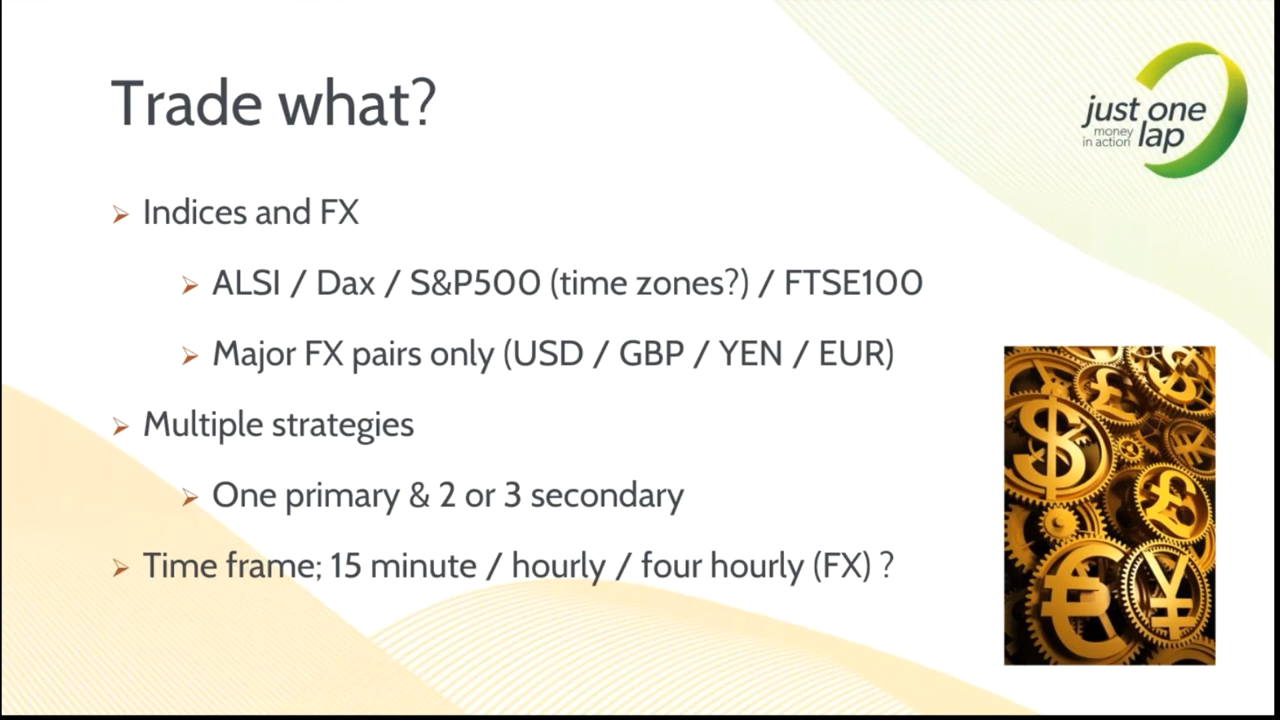 Trade what?
just one
money
in action
lap
Indices and FX
ALSI / Dax / S&P500 (time zones?) / FTSE100
Major FX pairs only (USD / GBP / YEN / EUR)
Multiple strategies
One primary & 2 or 3 secondary
Time frame; 15 minute / hourly / four hourly (FX) ?